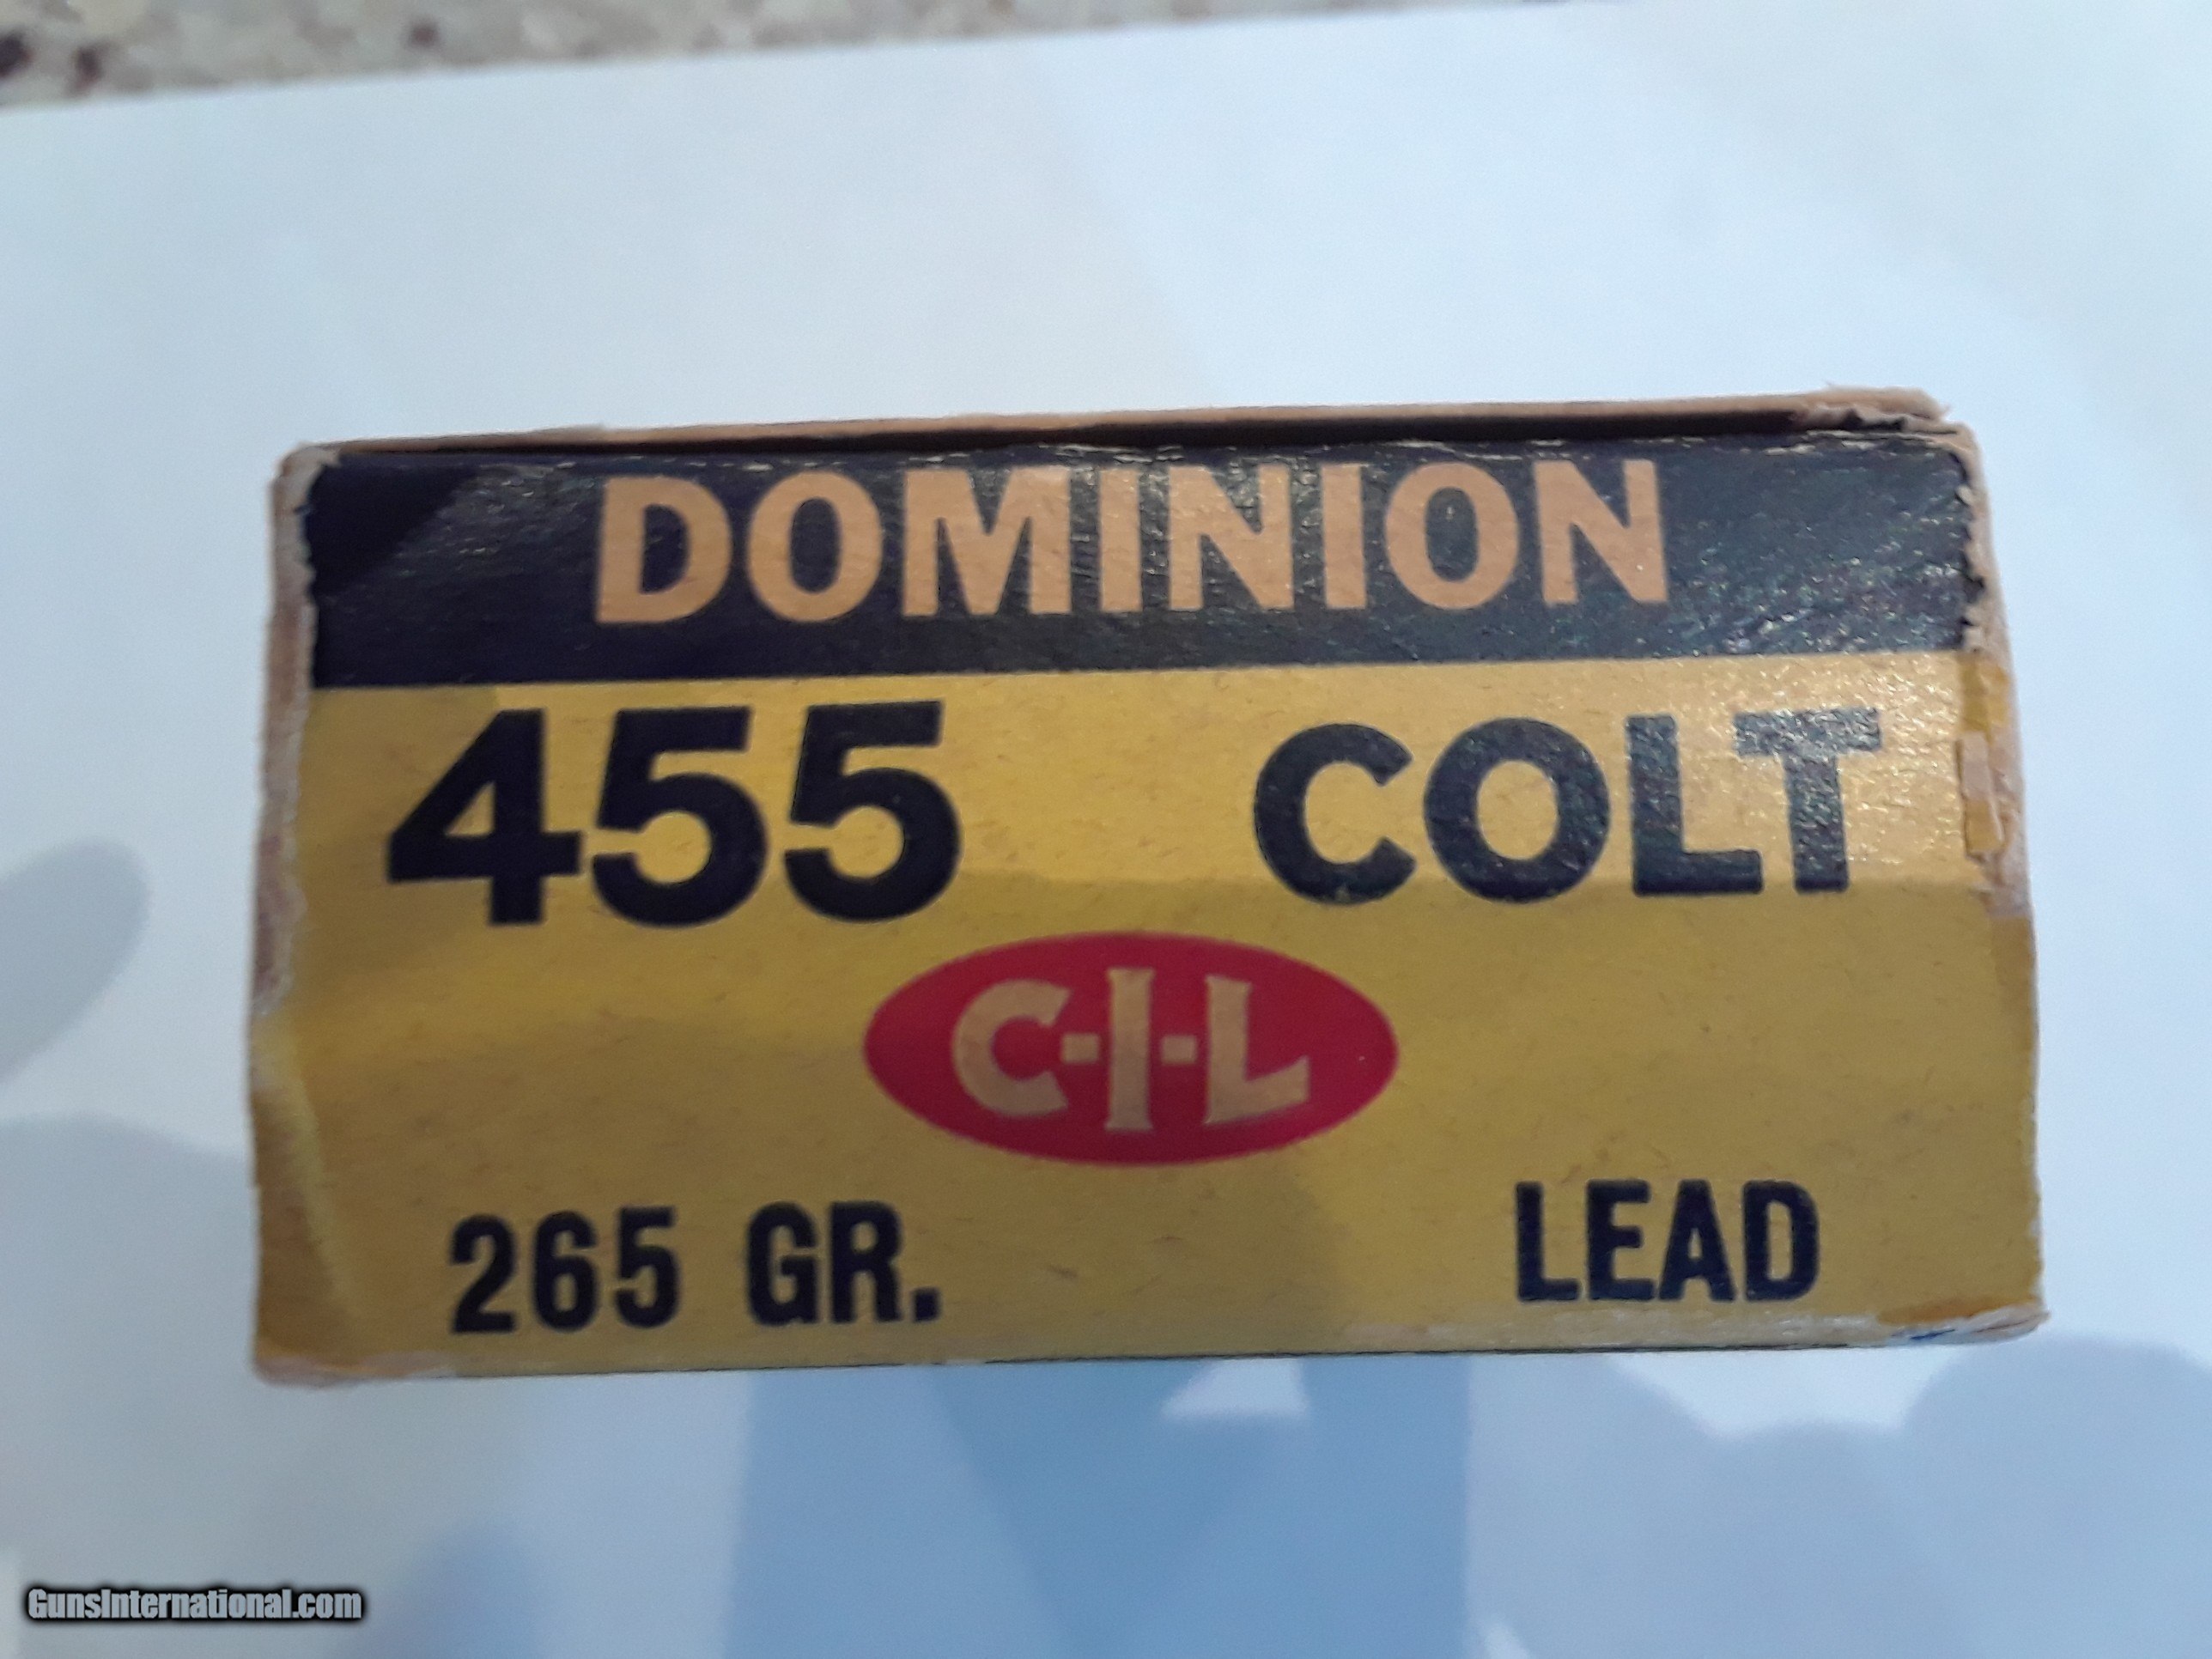 DOMINION
455 COLT
C-I-L
265 GR. LEAD
GunsInternational.com